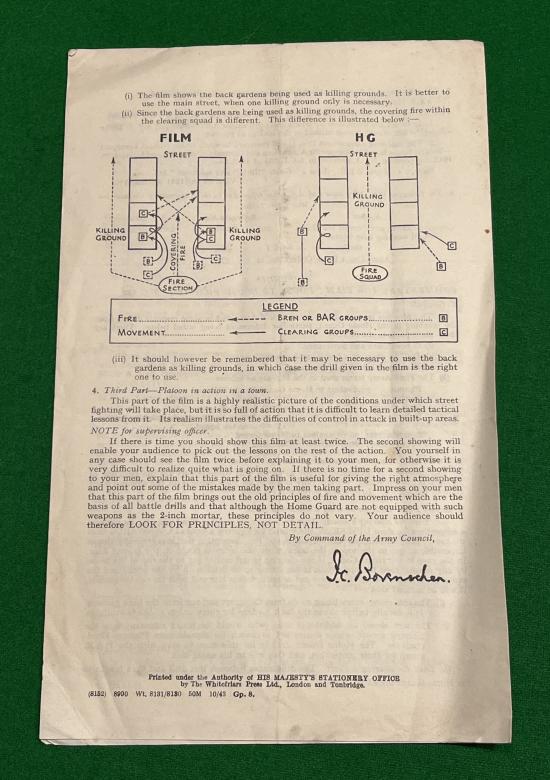 (i) The film shows the back gardens being used as killing grounds. It is better to
use the main street, when one killing ground only is necessary.
(ii) Since the back gardens are being used as killing grounds, the covering fire within
the clearing squad is different. This difference is illustrated below :—
FILM
HG
STREET
STREET
C
B
B
C
KILLING
GROUND
KILLING
GROUND
COVERING
FIRE
B
C
B
C
FIRE
SECTION
KILLING
GROUND
B
C
B
C
B
FIRE
SQUAD
LEGEND
FIRE
BREN OR BAR GROUPS
B
MOVEMENT
CLEARING GROUPS
C
(iii) It should however be remembered that it may be necessary to use the back
gardens as killing grounds, in which case the drill given in the film is the right
one to use.
4. Third Part—Platoon in action in a town.
This part of the film is a highly realistic picture of the conditions under which street
fighting will take place, but it is so full of action that it is difficult to learn detailed tactical
lessons from it. Its realism illustrates the difficulties of control in attack in built-up areas.
NOTE for supervising officer.
If there is time you should show this film at least twice. The second showing will
enable your audience to pick out the lessons on the rest of the action. You yourself in
any case should see the film twice before explaining it to your men, for otherwise it is
very difficult to realize quite what is going on. If there is no time for a second showing
to your men, explain that this part of the film is useful for giving the right atmosphere
and point out some of the mistakes made by the men taking part. Impress on your men
that this part of the film brings out the old principles of fire and movement which are the
basis of all battle drills and that although the Home Guard are not equipped with such
weapons as the 2-inch mortar, these principles do not vary. Your audience should
therefore LOOK FOR PRINCIPLES, NOT DETAIL.
By Command of the Army Council,
Printed under the Authority of HIS MAJESTY'S STATIONERY OFFICE
by The Whitefriars Press Ltd., London and Tonbridge.
(8152) 8900 Wt. 8131/8130 50M 10/43 Gp. 8.